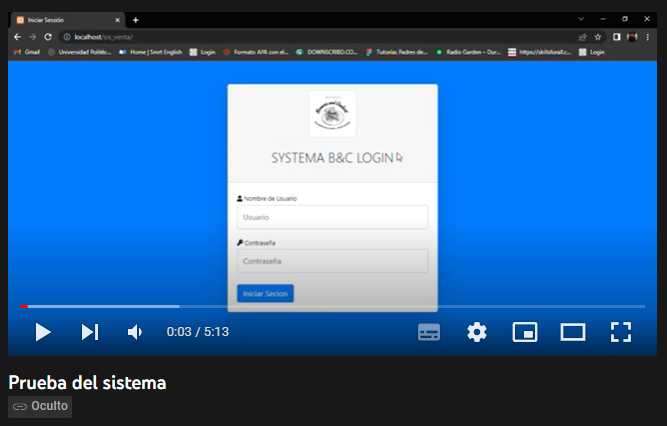 Iniciar Sesión
localhost/os_venta/
Gmail Universidad Politéc... Home | Smrt English Login Formato APA con el... DOWNSCRIBED.CO... Tutorías Padres de... Radio Garden – Dur... https://skillsforall.c... Login
SYSTEMA B&C LOGIN
Nombre de Usuario
Usuario
Contraseña
Contraseña
Iniciar Secion
0:03 / 5:13
Prueba del sistema
Oculto